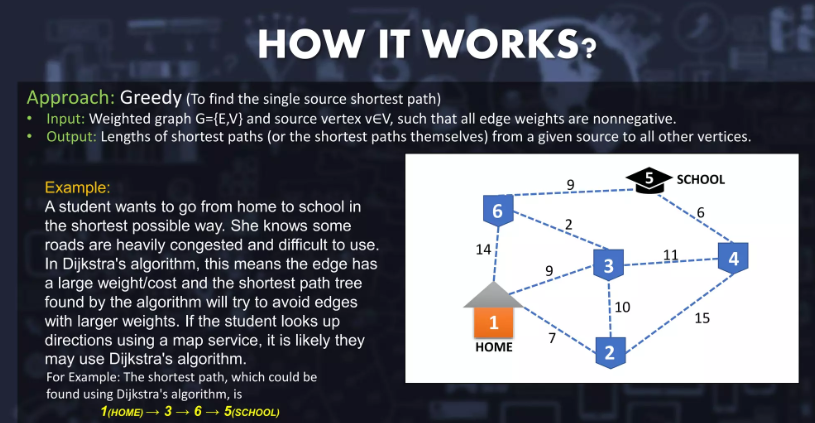 HOW IT WORKS?
Approach: Greedy (To find the single source shortest path)
• Input: Weighted graph G={E,V} and source vertex v∈V, such that all edge weights are nonnegative.
• Output: Lengths of shortest paths (or the shortest paths themselves) from a given source to all other vertices.
Example:
A student wants to go from home to school in
the shortest possible way. She knows some
roads are heavily congested and difficult to use.
In Dijkstra's algorithm, this means the edge has
a large weight/cost and the shortest path tree
found by the algorithm will try to avoid edges
with larger weights. If the student looks up
directions using a map service, it is likely they
may use Dijkstra's algorithm.
For Example: The shortest path, which could be
found using Dijkstra's algorithm, is
1(HOME) → 3 → 6 → 5(SCHOOL)
9
5
SCHOOL
6
2
6
14
9
3
11
4
1
HOME
10
7
15
2